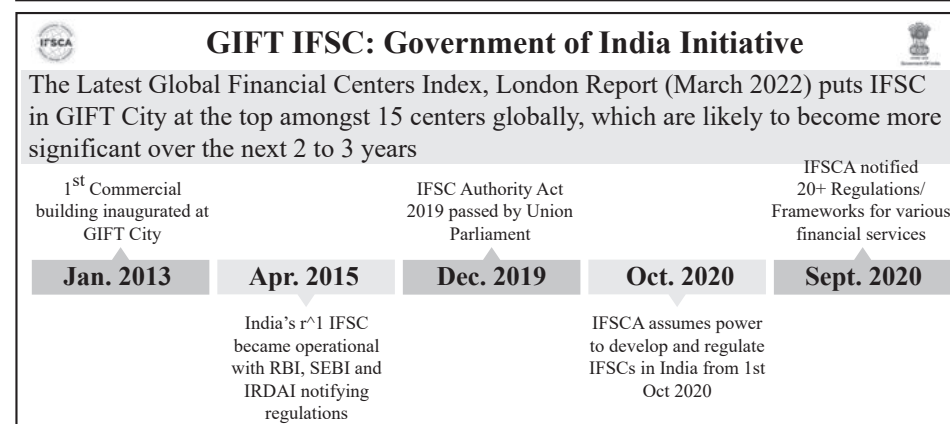 IFSCA
GIFT IFSC: Government of India Initiative
The Latest Global Financial Centers Index, London Report (March 2022) puts IFSC
in GIFT City at the top amongst 15 centers globally, which are likely to become more
significant over the next 2 to 3 years
1st Commercial
building inaugurated at
GIFT City
Jan. 2013
Apr. 2015
India's r^1 IFSC
became operational
with RBI, SEBI and
IRDAI notifying
regulations
IFSC Authority Act
2019 passed by Union
Parliament
Dec. 2019
Oct. 2020
IFSCA assumes power
to develop and regulate
IFSCs in India from 1st
Oct 2020
IFSCA notified
20+ Regulations/
Frameworks for various
financial services
Sept. 2020